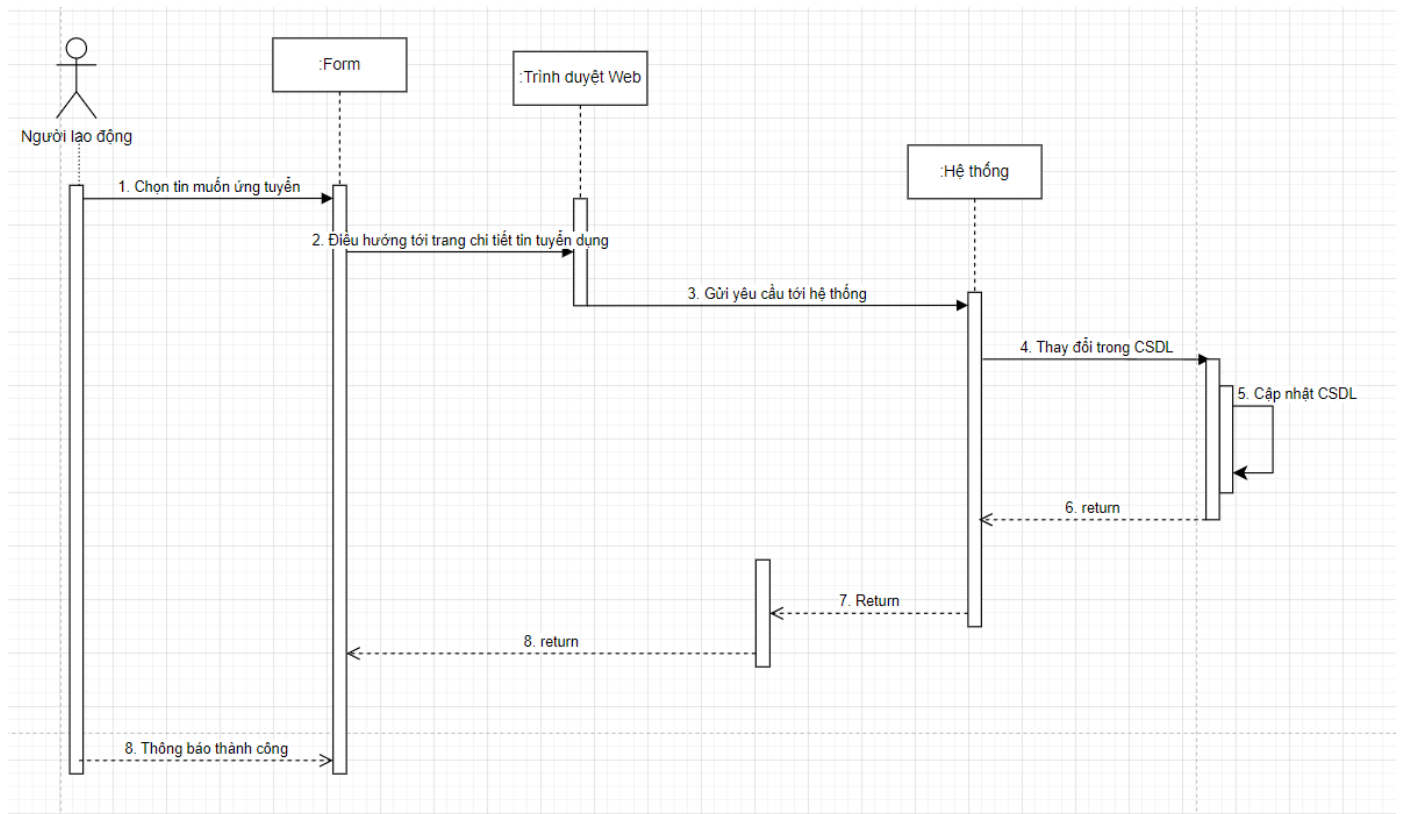 :Form
:Trình duyệt Web
Người lao động
:Hệ thống
1. Chọn tin muốn ứng tuyển
2. Điều hướng tới trang chi tiết tin tuyển dụng
3. Gửi yêu cầu tới hệ thống
4. Thay đổi trong CSDL
5. Cập nhật CSDL
6. return
7. Return
8. return
8. Thông báo thành công